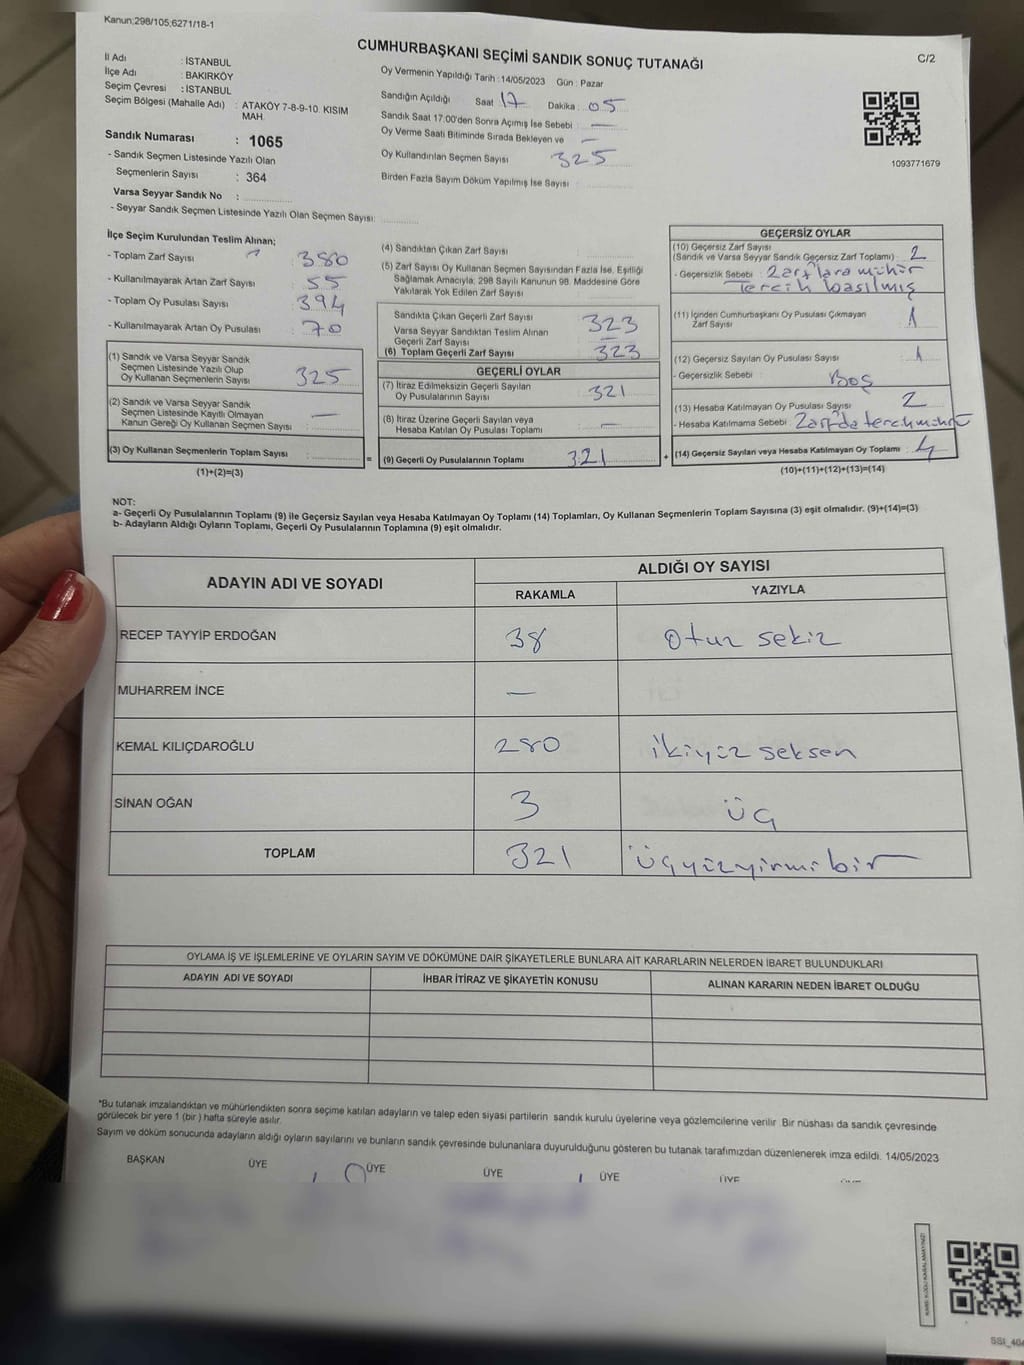 Kanun;298/105;6271/18-1
CUMHURBAŞKANI SEÇİMİ SANDIK SONUÇ TUTANAĞI
C/2
İl Adı : İSTANBUL
İlçe Adı : BAKIRKÖY
Seçim Çevresi : İSTANBUL
Seçim Bölgesi (Mahalle Adı) : ATAKÖY 7-8-9-10. KISIM MAH.
Sandık Numarası : 1065
- Sandık Seçmen Listesinde Yazılı Olan
Seçmenlerin Sayısı : 364
Varsa Seyyar Sandık No :
- Seyyar Sandık Seçmen Listesinde Yazılı Olan Seçmen Sayısı:
Oy Vermenin Yapıldığı Tarih : 14/05/2023 Gün : Pazar
Sandığın Açıldığı Saat 17 Dakika : 05
Sandık Saat 17:00'den Sonra Açımış İse Sebebi : —
Oy Verme Saati Bitiminde Sırada Bekleyen ve —
Oy Kullandırılan Seçmen Sayısı 325
Birden Fazla Sayım Döküm Yapılmış İse Sayısı :
1093771679
İlçe Seçim Kurulundan Teslim Alınan;
- Toplam Zarf Sayısı : 380
- Kullanılmayarak Artan Zarf Sayısı : 55
- Toplam Oy Pusulası Sayısı : 394
- Kullanılmayarak Artan Oy Pusulası : 70
(1) Sandık ve Varsa Seyyar Sandık
Seçmen Listesinde Yazılı Olup
Oy Kullanan Seçmenlerin Sayısı : 325
(2) Sandık ve Varsa Seyyar Sandık
Seçmen Listesinde Kayıtlı Olmayan
Kanun Gereği Oy Kullanan Seçmen Sayısı : —
(3) Oy Kullanan Seçmenlerin Toplam Sayısı :
(1)+(2)=(3)
=
(4) Sandıktan Çıkan Zarf Sayısı :
(5) Zarf Sayısı Oy Kullanan Seçmen Sayısından Fazla İse, Eşitliği
Sağlamak Amacıyla; 298 Sayılı Kanunun 98. Maddesine Göre
Yakılarak Yok Edilen Zarf Sayısı :
Sandıkta Çıkan Geçerli Zarf Sayısı : 323
Varsa Seyyar Sandıktan Teslim Alınan
Geçerli Zarf Sayısı : —
(6) Toplam Geçerli Zarf Sayısı : 323
GEÇERLİ OYLAR
(7) İtiraz Edilmeksizin Geçerli Sayılan
Oy Pusulalarının Sayısı : 321
(8) İtiraz Üzerine Geçerli Sayılan veya
Hesaba Katılan Oy Pusulası Toplamı : —
(9) Geçerli Oy Pusulalarının Toplamı : 321
+
GEÇERSİZ OYLAR
(10) Geçersiz Zarf Sayısı
(Sandık ve Varsa Seyyar Sandık Geçersiz Zarf Toplamı) : 2
- Geçersizlik Sebebi : Zarflara mühür
Tercih basılmış
(11) İçinden Cumhurbaşkanı Oy Pusulası Çıkmayan
Zarf Sayısı : 1
(12) Geçersiz Sayılan Oy Pusulası Sayısı : 1
- Geçersizlik Sebebi : Boş
(13) Hesaba Katılmayan Oy Pusulası Sayısı : 2
- Hesaba Katılmama Sebebi : Zarfda
(14) Geçersiz Sayılan veya Hesaba Katılmayan Oy Toplamı : 4
(10)+(11)+(12)+(13)=(14)
NOT:
a- Geçerli Oy Pusulalarının Toplamı (9) ile Geçersiz Sayılan veya Hesaba Katılmayan Oy Toplamı (14) Toplamları, Oy Kullanan Seçmenlerin Toplam Sayısına (3) eşit olmalıdır. (9)+(14)=(3)
b- Adayların Aldığı Oyların Toplamı, Geçerli Oy Pusulalarının Toplamına (9) eşit olmalıdır.
ADAYIN ADI VE SOYADI
ALDIĞI OY SAYISI
RAKAMLA YAZIYLA
RECEP TAYYİP ERDOĞAN 38 otuz sekiz
MUHARREM İNCE —
KEMAL KILIÇDAROĞLU 280 ikiyüz seksen
SİNAN OĞAN 3 üç
TOPLAM 321 üçyüzyirmibir
OYLAMA İŞ VE İŞLEMLERİNE VE OYLARIN SAYIM VE DÖKÜMÜNE DAİR ŞİKAYETLERLE BUNLARA AİT KARARLARIN NELERDEN İBARET BULUNDUKLARI
ADAYIN ADI VE SOYADI İHBAR İTİRAZ VE ŞİKAYETİN KONUSU ALINAN KARARIN NEDEN İBARET OLDUĞU
*Bu tutanak imzalandıktan ve mühürlendikten sonra seçime katılan adayların ve talep eden siyasi partilerin sandık kurulu üyelerine veya gözlemcilerine verilir. Bir nüshası da sandık çevresinde
görülecek bir yere 1 (bir ) hafta süreyle asılır.
Sayım ve döküm sonucunda adayların aldığı oyların sayılarını ve bunların sandık çevresinde bulunanlara duyurulduğunu gösteren bu tutanak tarafımızdan düzenlenerek imza edildi. 14/05/2023
BAŞKAN ÜYE ÜYE ÜYE ÜYE ÜYE